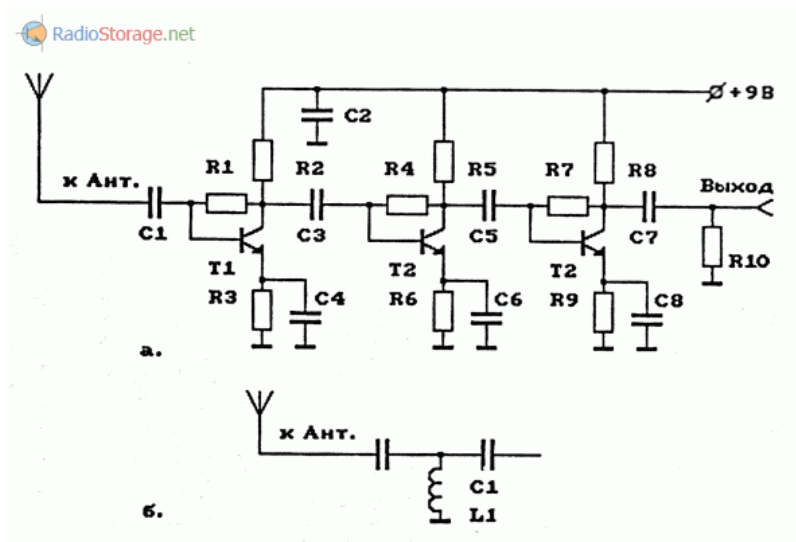 RadioStorage.net
+9В
C2
R1 R2 R4 R5 R7 R8
к Ант.
Выход
C1 C3 C5 C7
R10
T1 T2 T2
R3 C4 R6 C6 R9 C8
а.
к Ант.
C1
L1
б.